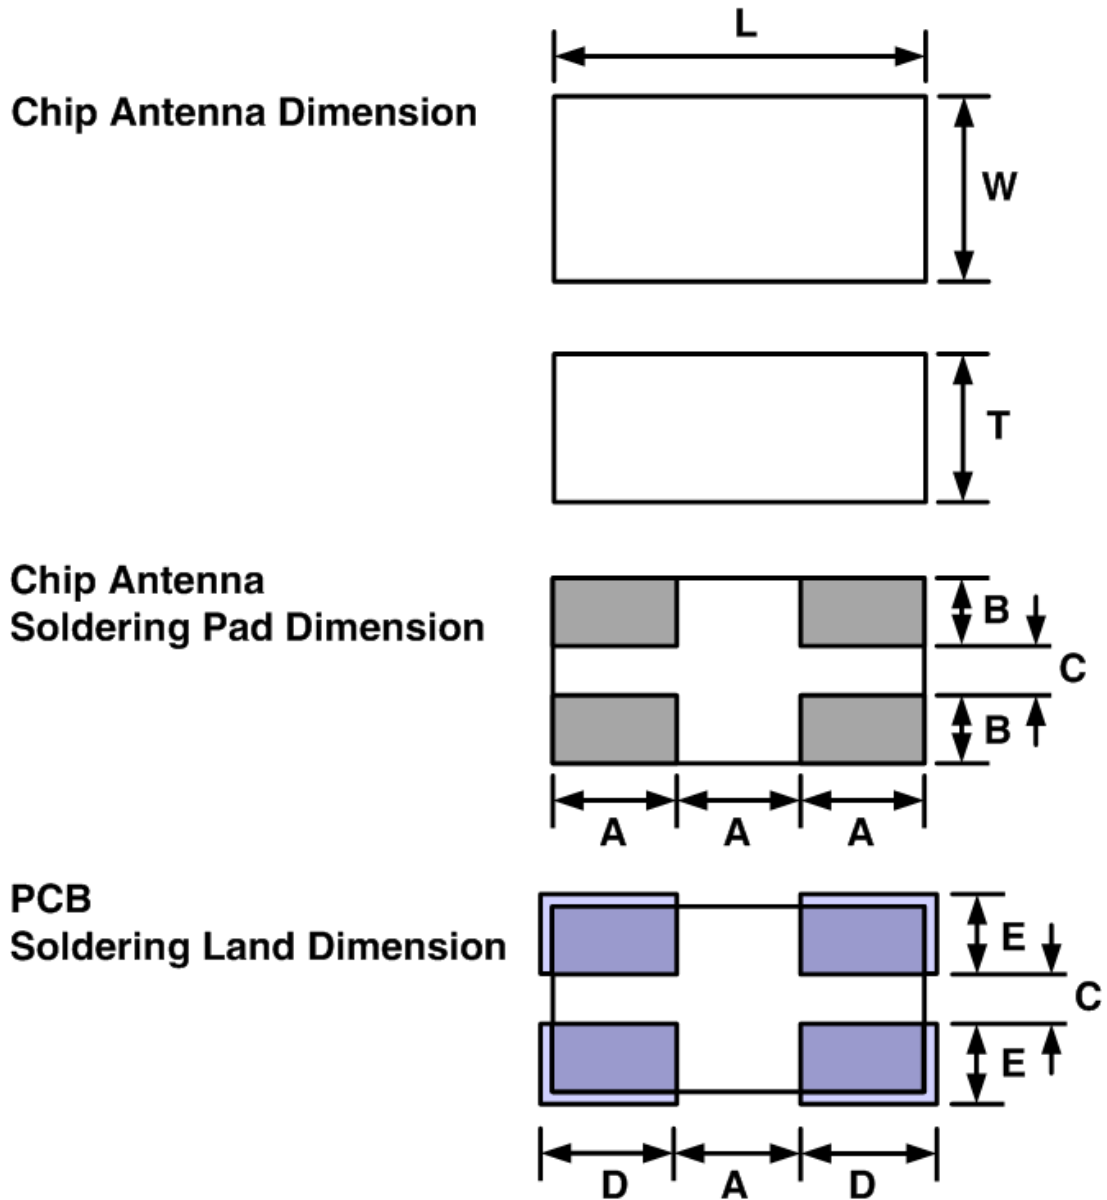 L
Chip Antenna Dimension
W
T
Chip Antenna
Soldering Pad Dimension
B
C
B
A A A
PCB
Soldering Land Dimension
E
C
E
D A D